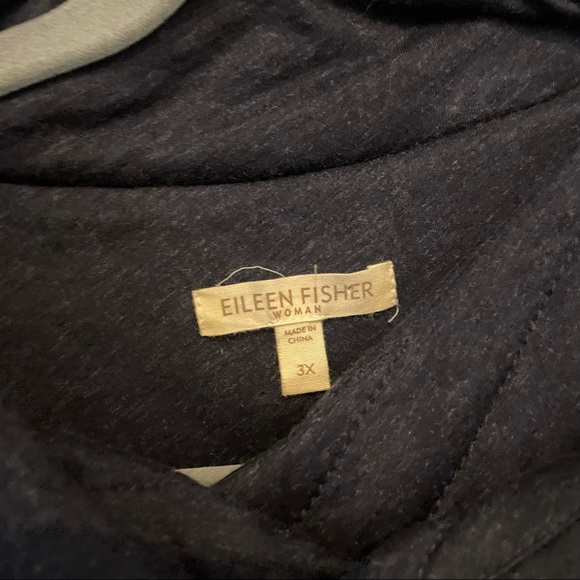 EILEEN FISHER
WOMAN
MADE IN
CHINA
3X